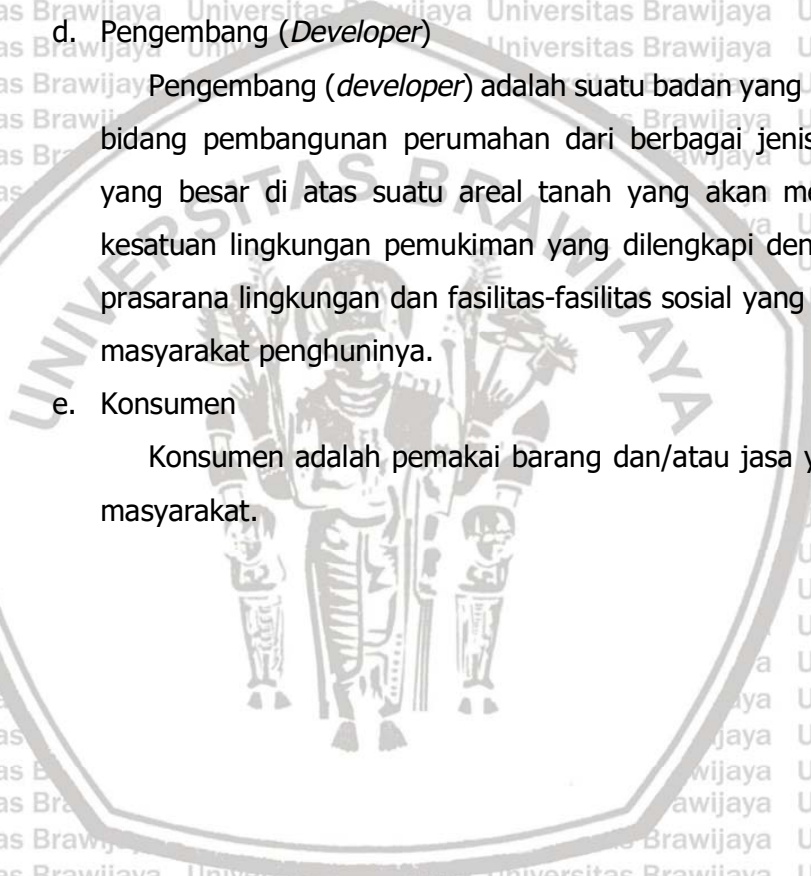 d. Pengembang (Developer)
Pengembang (developer) adalah suatu badan yang
bidang pembangunan perumahan dari berbagai jenis
yang besar di atas suatu areal tanah yang akan
kesatuan lingkungan pemukiman yang dilengkapi
prasarana lingkungan dan fasilitas-fasilitas sosial yang
masyarakat penghuninya.
e. Konsumen
Konsumen adalah pemakai barang dan/atau jasa
masyarakat.
UNIVERSITAS BRAWIJAYA